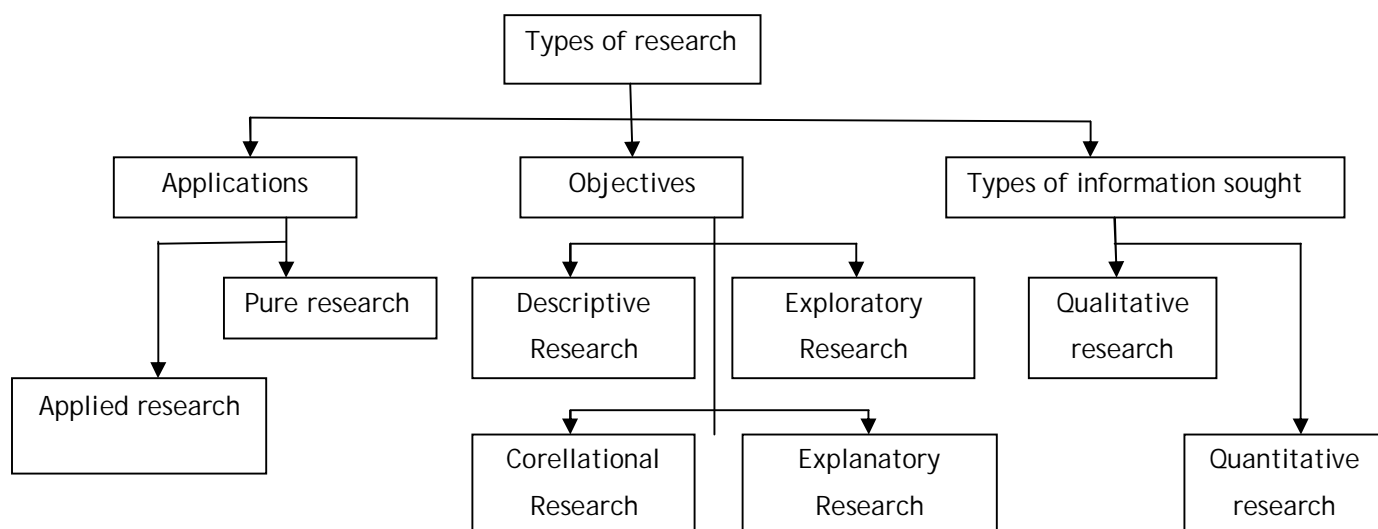 Types of research
Applications
Objectives
Types of information sought
Pure research
Descriptive
Research
Exploratory
Research
Qualitative
research
Applied research
Corellational
Research
Explanatory
Research
Quantitative
research